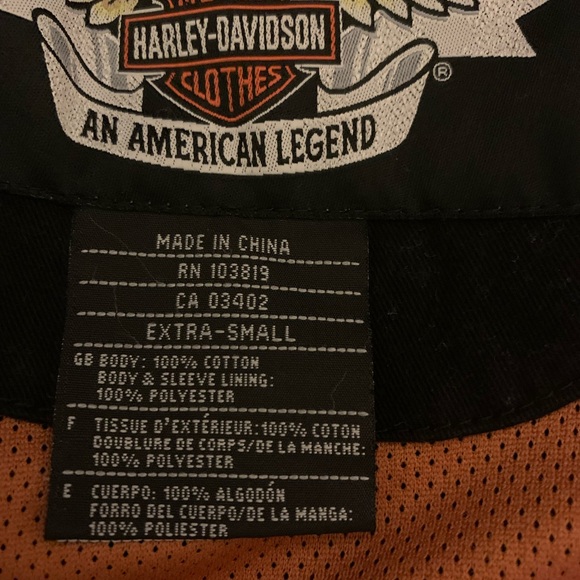 HARLEY-DAVIDSON
CLOTHES
®
AN AMERICAN LEGEND
MADE IN CHINA
RN 103819
CA 03402
EXTRA-SMALL
GB BODY: 100% COTTON
BODY & SLEEVE LINING:
100% POLYESTER
F TISSUE D'EXTÉRIEUR:100% COTON
DOUBLURE DE CORPS/DE LA MANCHE:
100% POLYESTER
E CUERPO: 100% ALGODÓN
FORRO DEL CUERPO/DE LA MANGA:
100% POLIESTER